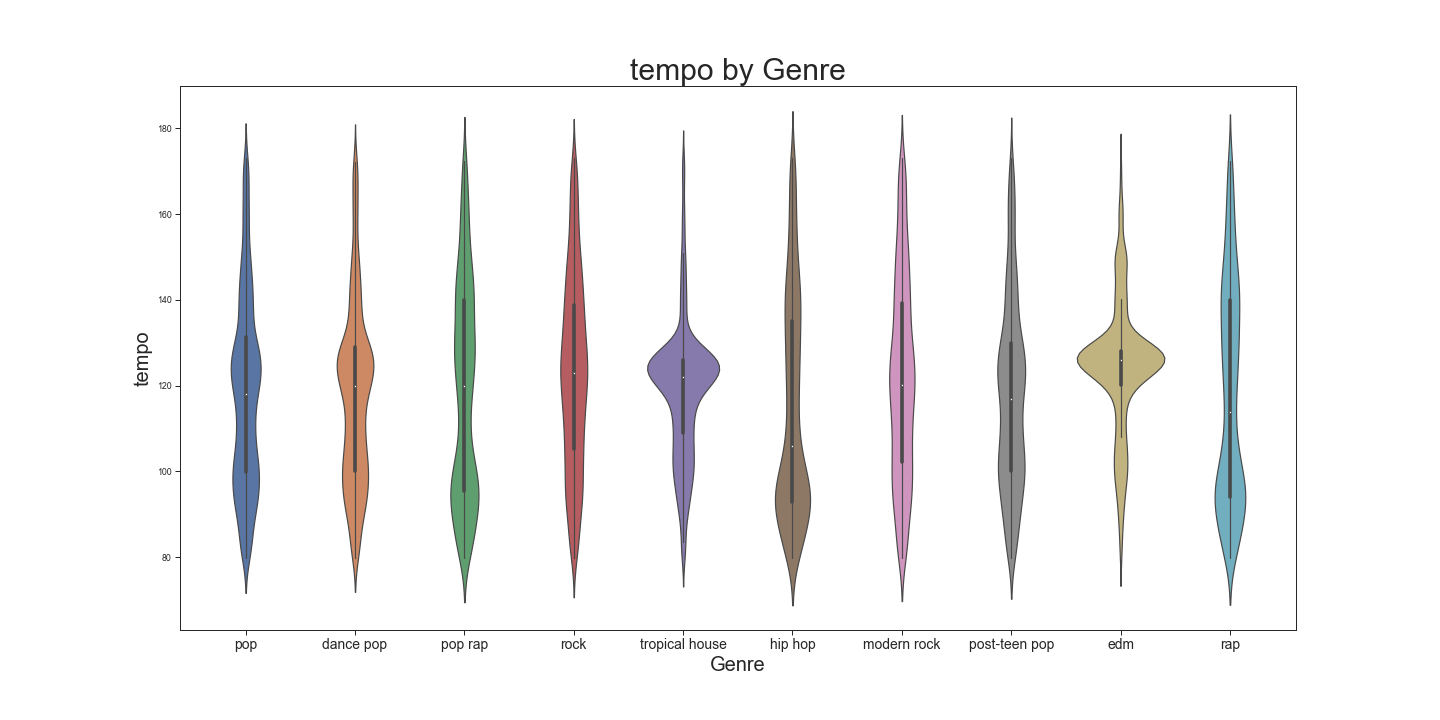 tempo by Genre
180
160
140
120
100
80
tempo
pop dance pop pop rap rock tropical house hip hop modern rock post-teen pop edm rap
Genre